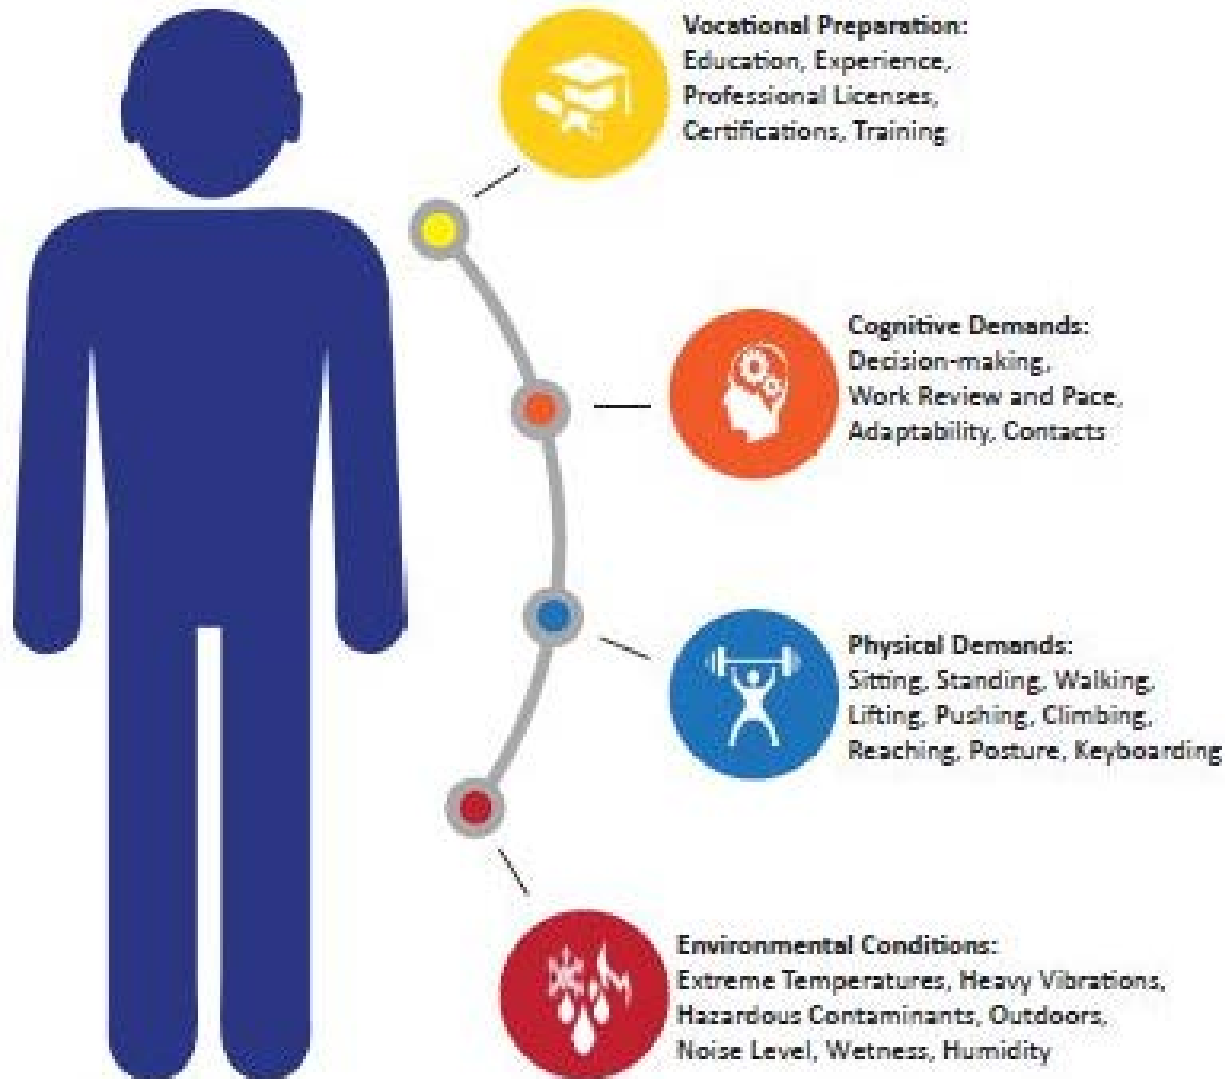 Vocational Preparation:
Education, Experience,
Professional Licenses,
Certifications, Training
Cognitive Demands:
Decision-making,
Work Review and Pace,
Adaptability, Contacts
Physical Demands:
Sitting, Standing, Walking,
Lifting, Pushing, Climbing,
Reaching, Posture, Keyboarding
Environmental Conditions:
Extreme Temperatures, Heavy Vibrations,
Hazardous Contaminants, Outdoors,
Noise Level, Wetness, Humidity